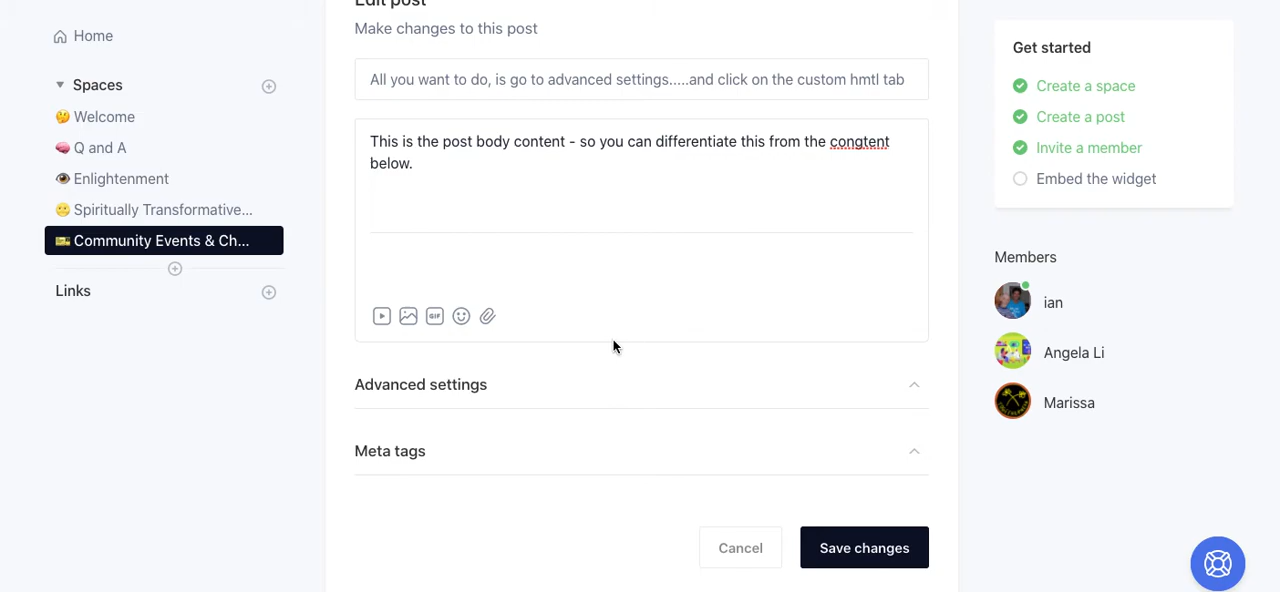 Home
Spaces
Welcome
Q and A
Enlightenment
Spiritually Transformative...
Community Events & Ch...
Links
Edit post
Make changes to this post
All you want to do, is go to advanced settings.....and click on the custom hmtl tab
This is the post body content - so you can differentiate this from the congtent
below.
GIF
Advanced settings
Meta tags
Cancel
Save changes
Get started
Create a space
Create a post
Invite a member
Embed the widget
Members
ian
Angela Li
Marissa